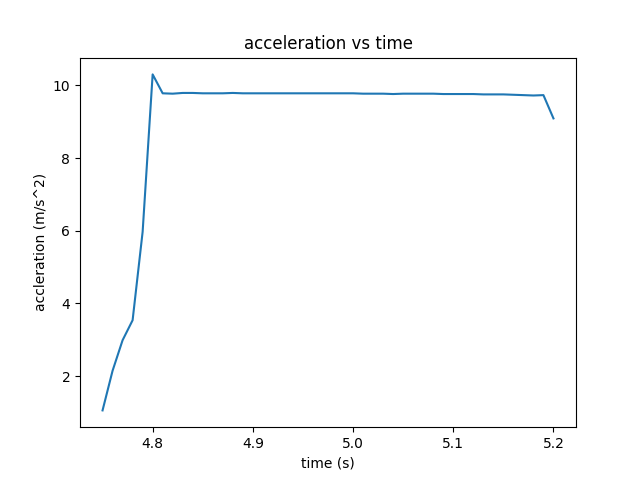 acceleration vs time
10
8
6
4
2
accleration (m/s^2)
4.8 4.9 5.0 5.1 5.2
time (s)